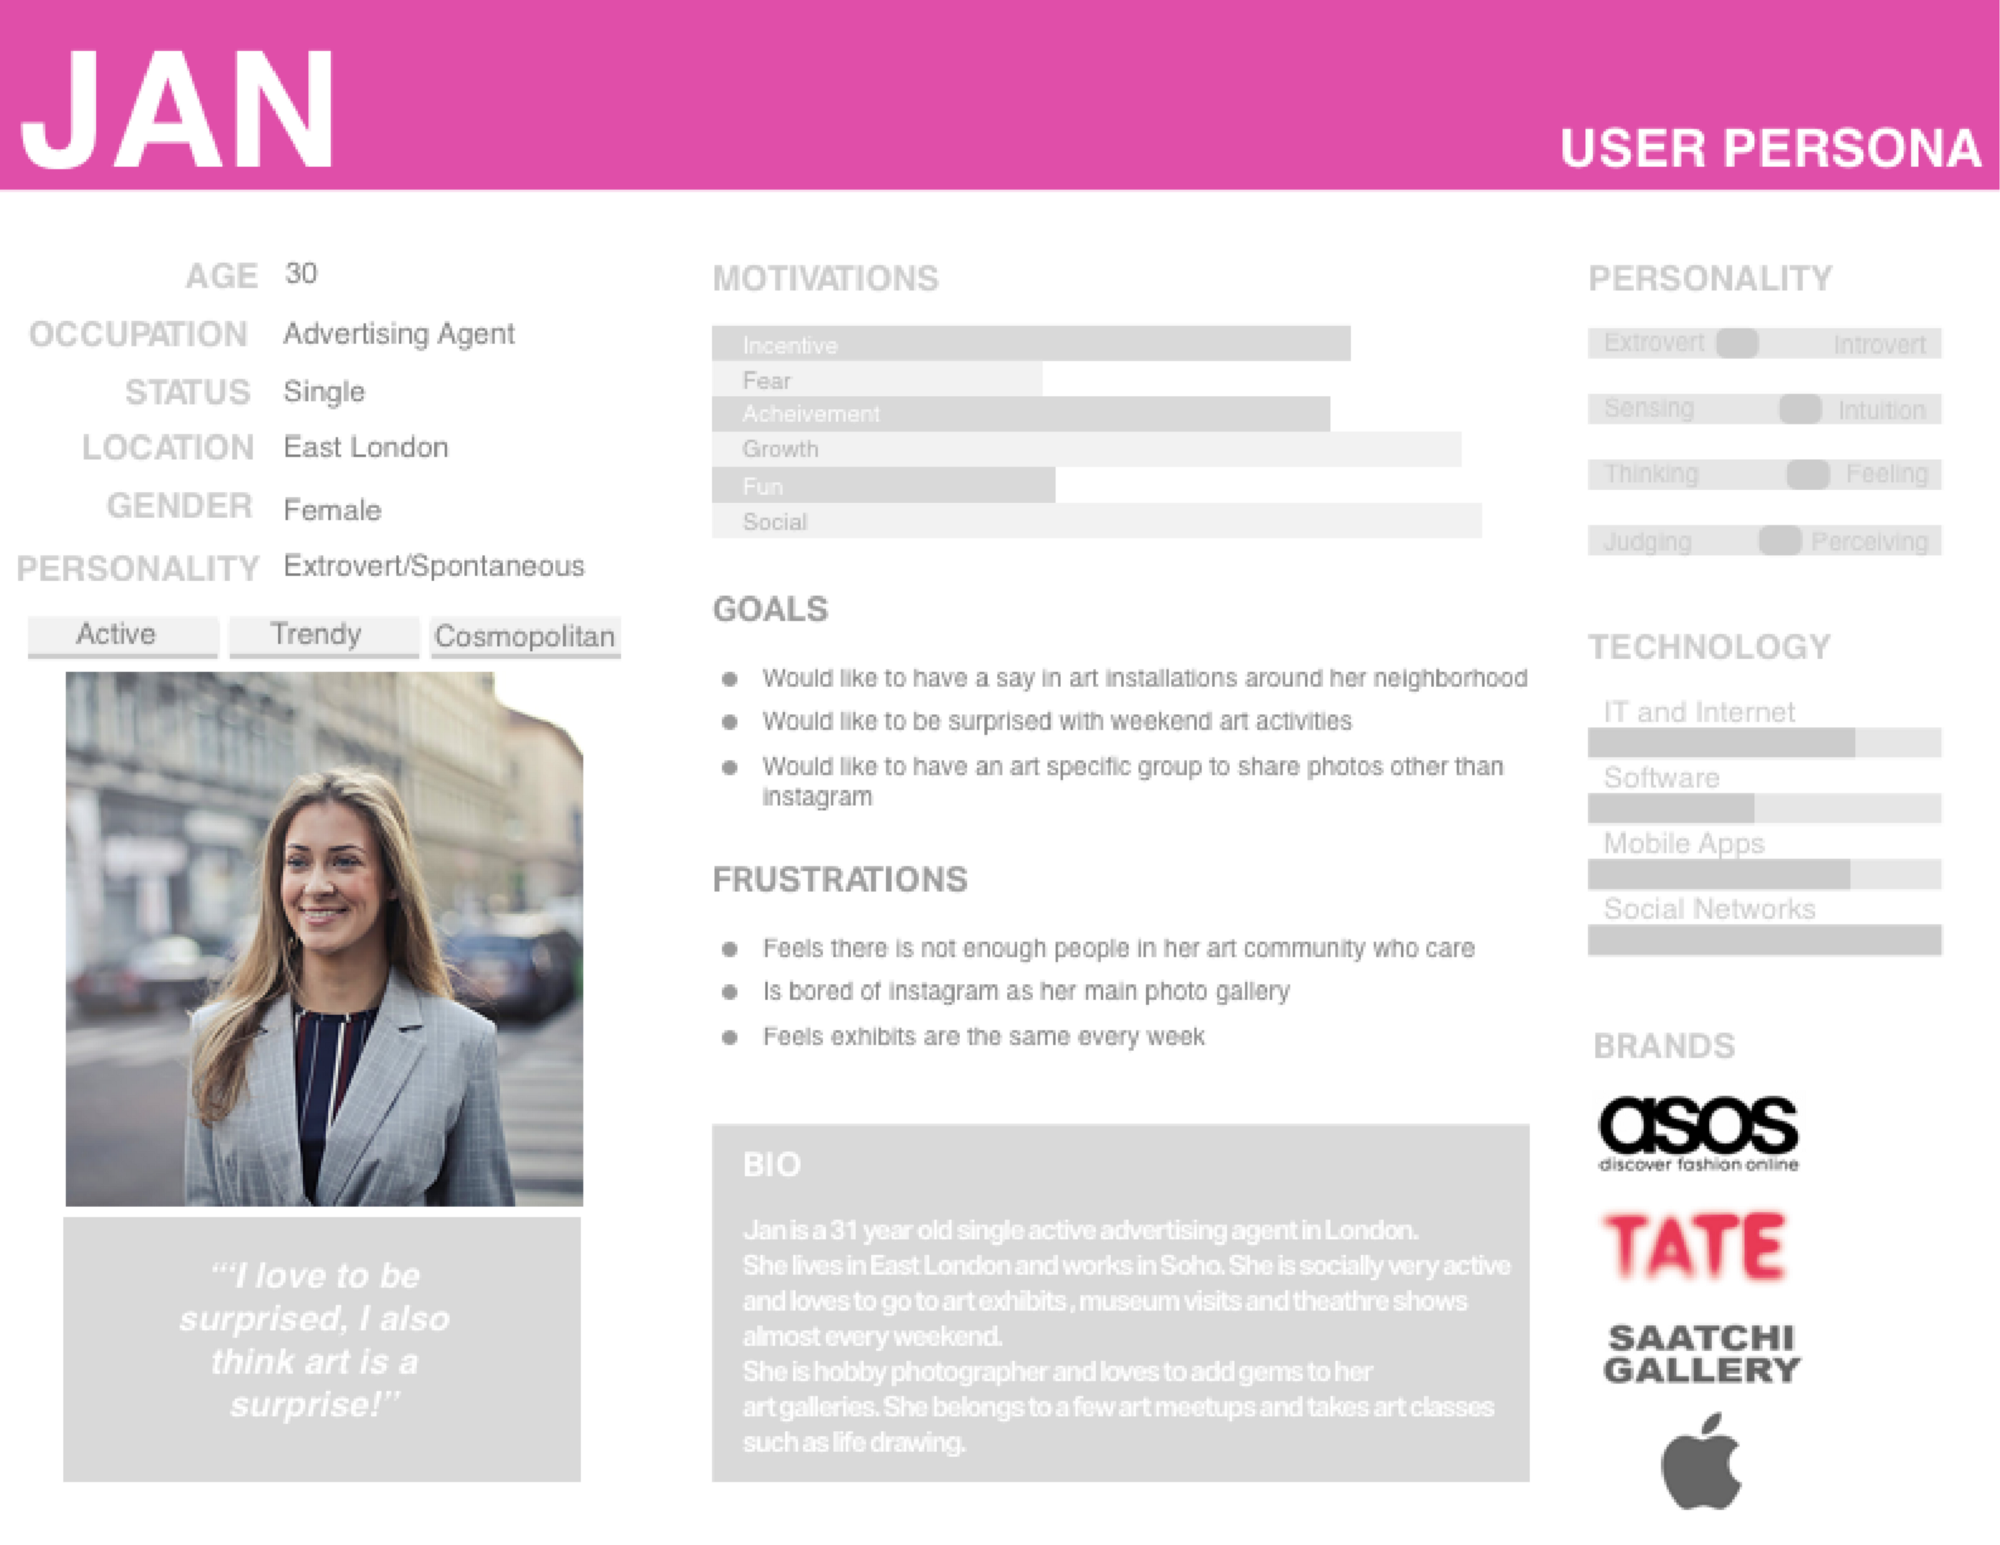 JAN
USER PERSONA
AGE 30
OCCUPATION Advertising Agent
STATUS Single
LOCATION East London
GENDER Female
PERSONALITY Extrovert/Spontaneous
Active Trendy Cosmopolitan
“‘I love to be
surprised, I also
think art is a
surprise!”
MOTIVATIONS
Incentive
Fear
Acheivement
Growth
Fun
Social
GOALS
Would like to have a say in art installations around her neighborhood
Would like to be surprised with weekend art activities
Would like to have an art specific group to share photos other than
instagram
FRUSTRATIONS
Feels there is not enough people in her art community who care
Is bored of instagram as her main photo gallery
Feels exhibits are the same every week
BIO
Jan is a 31 year old single active advertising agent in London.
She lives in East London and works in Soho. She is socially very active
and loves to go to art exhibits , museum visits and theathre shows
almost every weekend.
She is hobby photographer and loves to add gems to her
art galleries. She belongs to a few art meetups and takes art classes
such as life drawing.
PERSONALITY
Extrovert Introvert
Sensing Intuition
Thinking Feeling
Judging Perceiving
TECHNOLOGY
IT and Internet
Software
Mobile Apps
Social Networks
BRANDS
asos
discover fashion online
TATE
SAATCHI
GALLERY